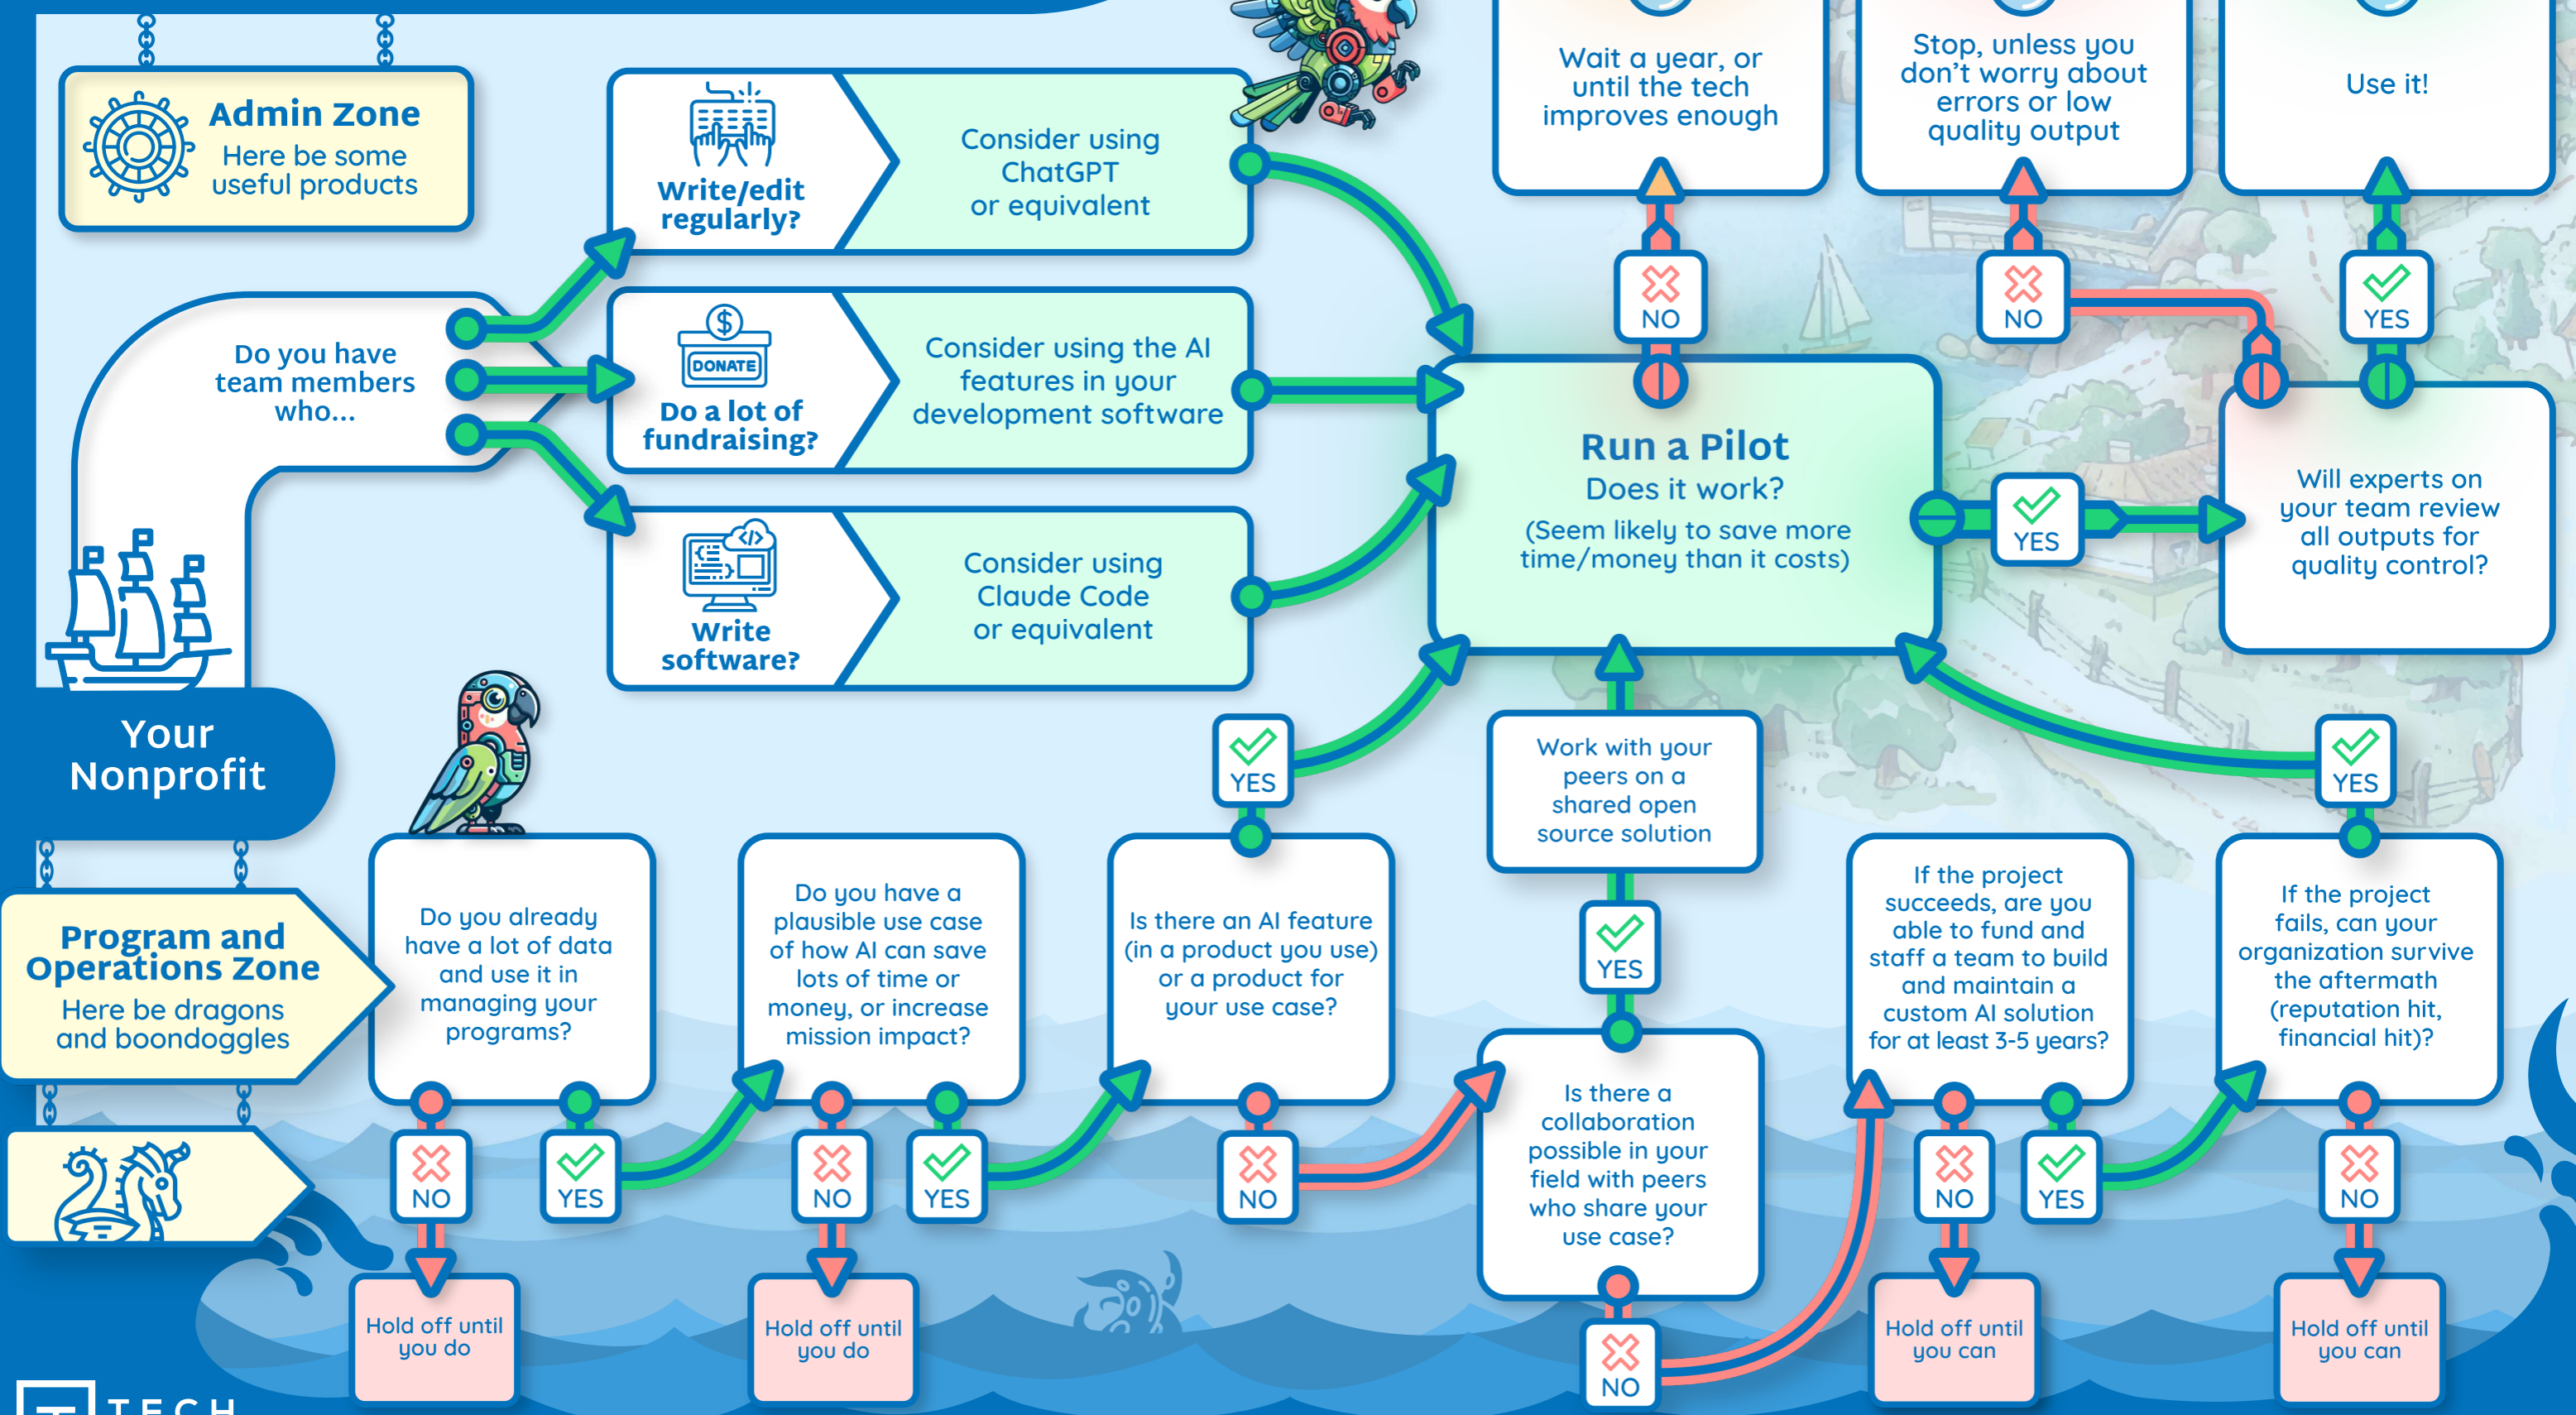 Admin Zone
Here be some
useful products
Do you have
team members
who...
Write/edit
regularly?
Consider using
ChatGPT
or equivalent
DONATE
Do a lot of
fundraising?
Consider using the AI
features in your
development software
Write
software?
Consider using
Claude Code
or equivalent
Wait a year, or
until the tech
improves enough
Stop, unless you
don't worry about
errors or low
quality output
Use it!
NO
NO
YES
Run a Pilot
Does it work?
(Seem likely to save more
time/money than it costs)
YES
Will experts on
your team review
all outputs for
quality control?
Your
Nonprofit
YES
Work with your
peers on a
shared open
source solution
YES
YES
Program and
Operations Zone
Here be dragons
and boondoggles
Do you already
have a lot of data
and use it in
managing your
programs?
NO
YES
Hold off until
you do
Do you have a
plausible use case
of how AI can save
lots of time or
money, or increase
mission impact?
NO
YES
Hold off until
you do
Is there an AI feature
(in a product you use)
or a product for
your use case?
NO
Is there a
collaboration
possible in your
field with peers
who share your
use case?
NO
If the project
succeeds, are you
able to fund and
staff a team to build
and maintain a
custom AI solution
for at least 3-5 years?
NO
YES
Hold off until
you can
If the project
fails, can your
organization survive
the aftermath
(reputation hit,
financial hit)?
NO
Hold off until
you can
TECH